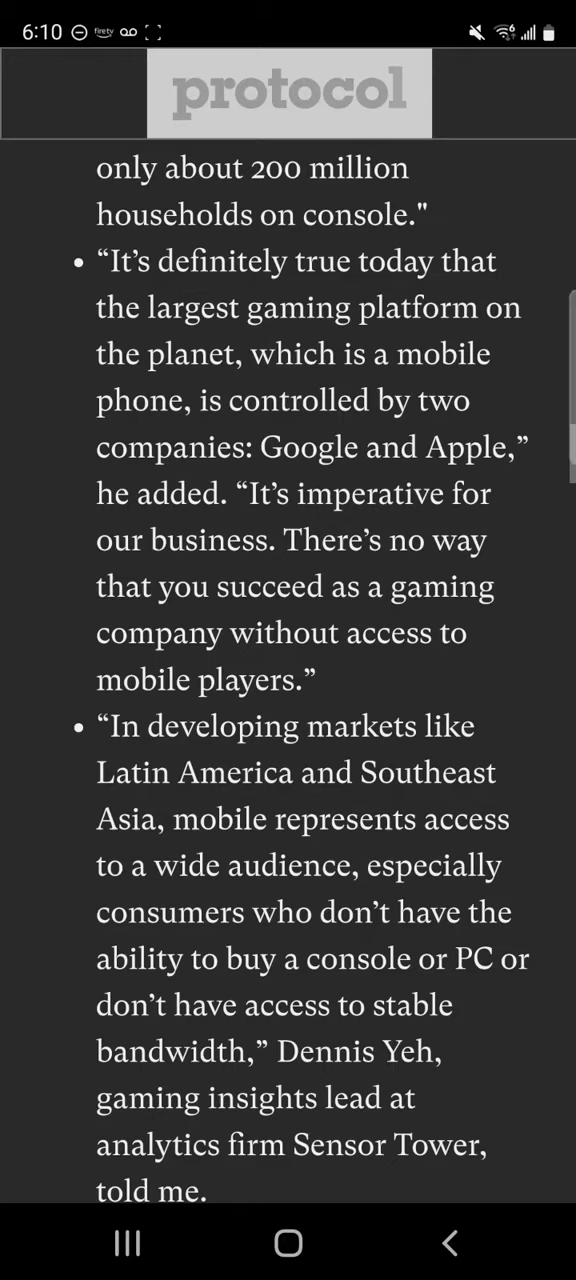 6:10
firetv
protocol
only about 200 million
households on console."
• “It’s definitely true today that
the largest gaming platform on
the planet, which is a mobile
phone, is controlled by two
companies: Google and Apple,”
he added. “It’s imperative for
our business. There’s no way
that you succeed as a gaming
company without access to
mobile players.”
• “In developing markets like
Latin America and Southeast
Asia, mobile represents access
to a wide audience, especially
consumers who don’t have the
ability to buy a console or PC or
don’t have access to stable
bandwidth,” Dennis Yeh,
gaming insights lead at
analytics firm Sensor Tower,
told me.